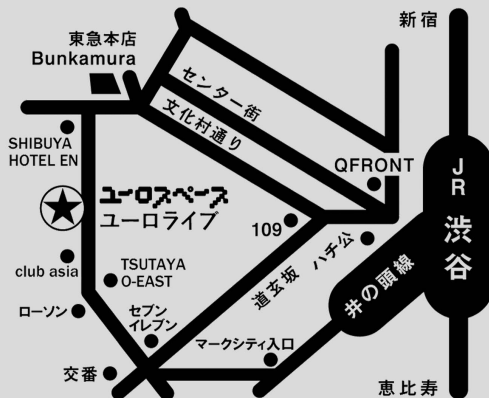 新宿
東急本店
Bunkamura
センター街
文化村通り
SHIBUYA
HOTEL EN
QFRONT
JR
渋谷
ユーロスペース
ユーロライブ
109
ハチ公
道玄坂
井の頭線
club asia
TSUTAYA
O-EAST
ローソン
セブン
イレブン
マークシティ入口
交番
恵比寿